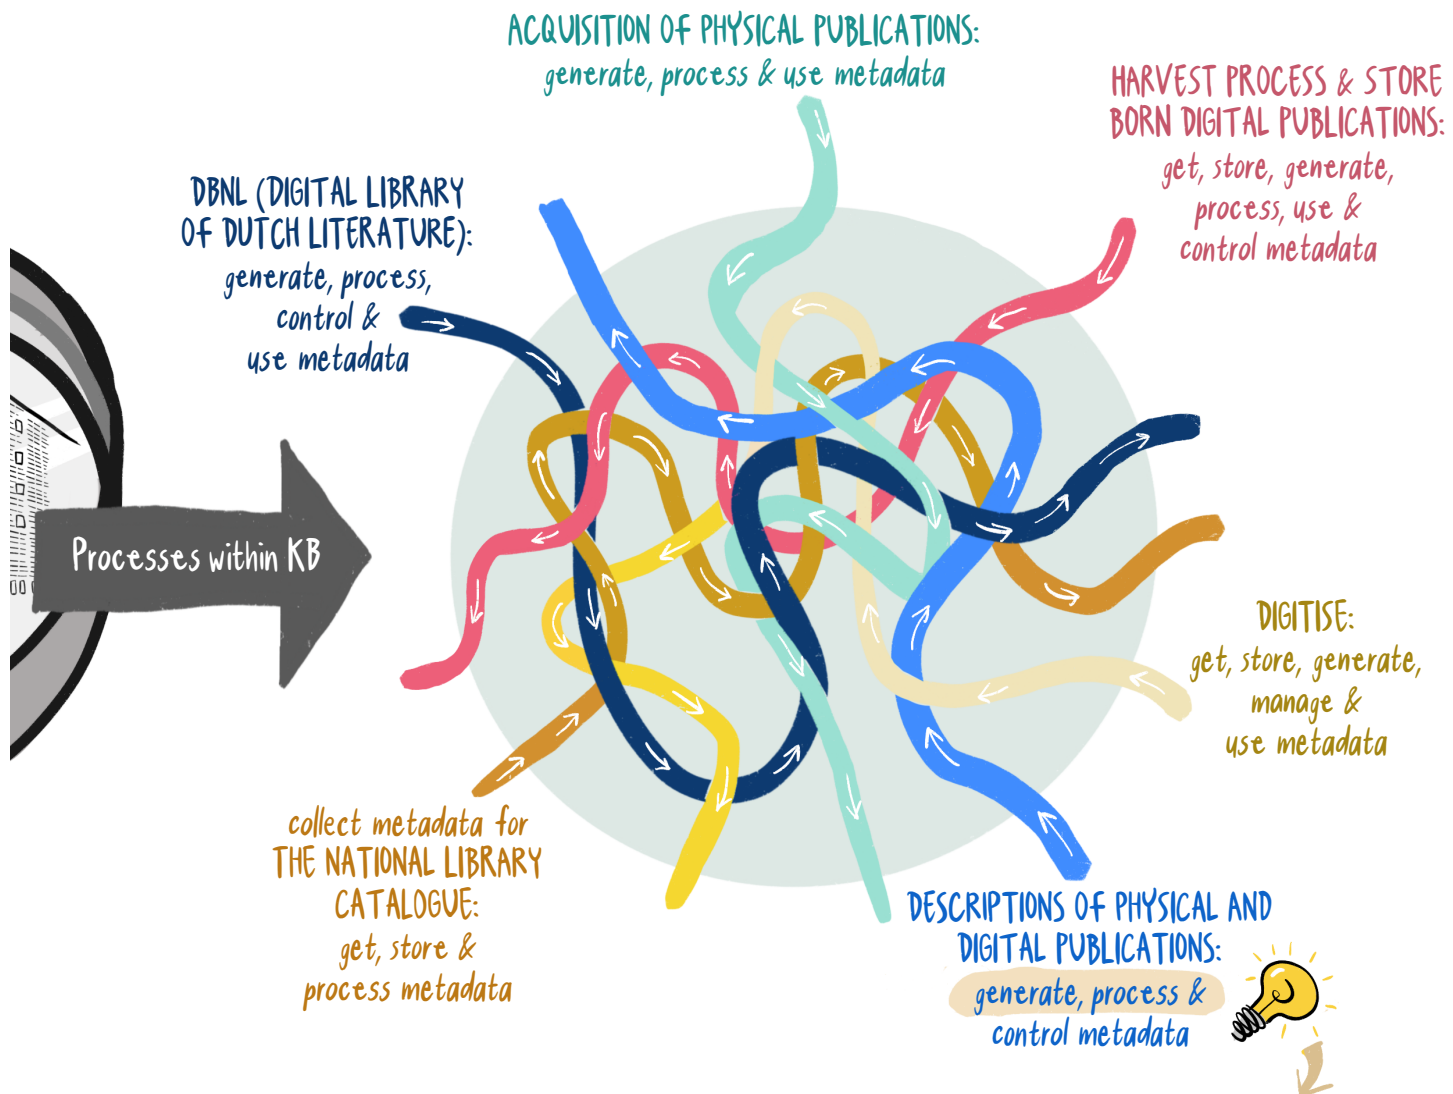 ACQUISITION OF PHYSICAL PUBLICATIONS:
generate, process & use metadata
HARVEST PROCESS & STORE
BORN DIGITAL PUBLICATIONS:
get, store, generate,
process, use &
control metadata
DBNL (DIGITAL LIBRARY
OF DUTCH LITERATURE):
generate, process,
control &
use metadata
Processes within KB
DIGITISE:
get, store, generate,
manage &
use metadata
collect metadata for
THE NATIONAL LIBRARY
CATALOGUE:
get, store &
process metadata
DESCRIPTIONS OF PHYSICAL AND
DIGITAL PUBLICATIONS:
generate, process &
control metadata